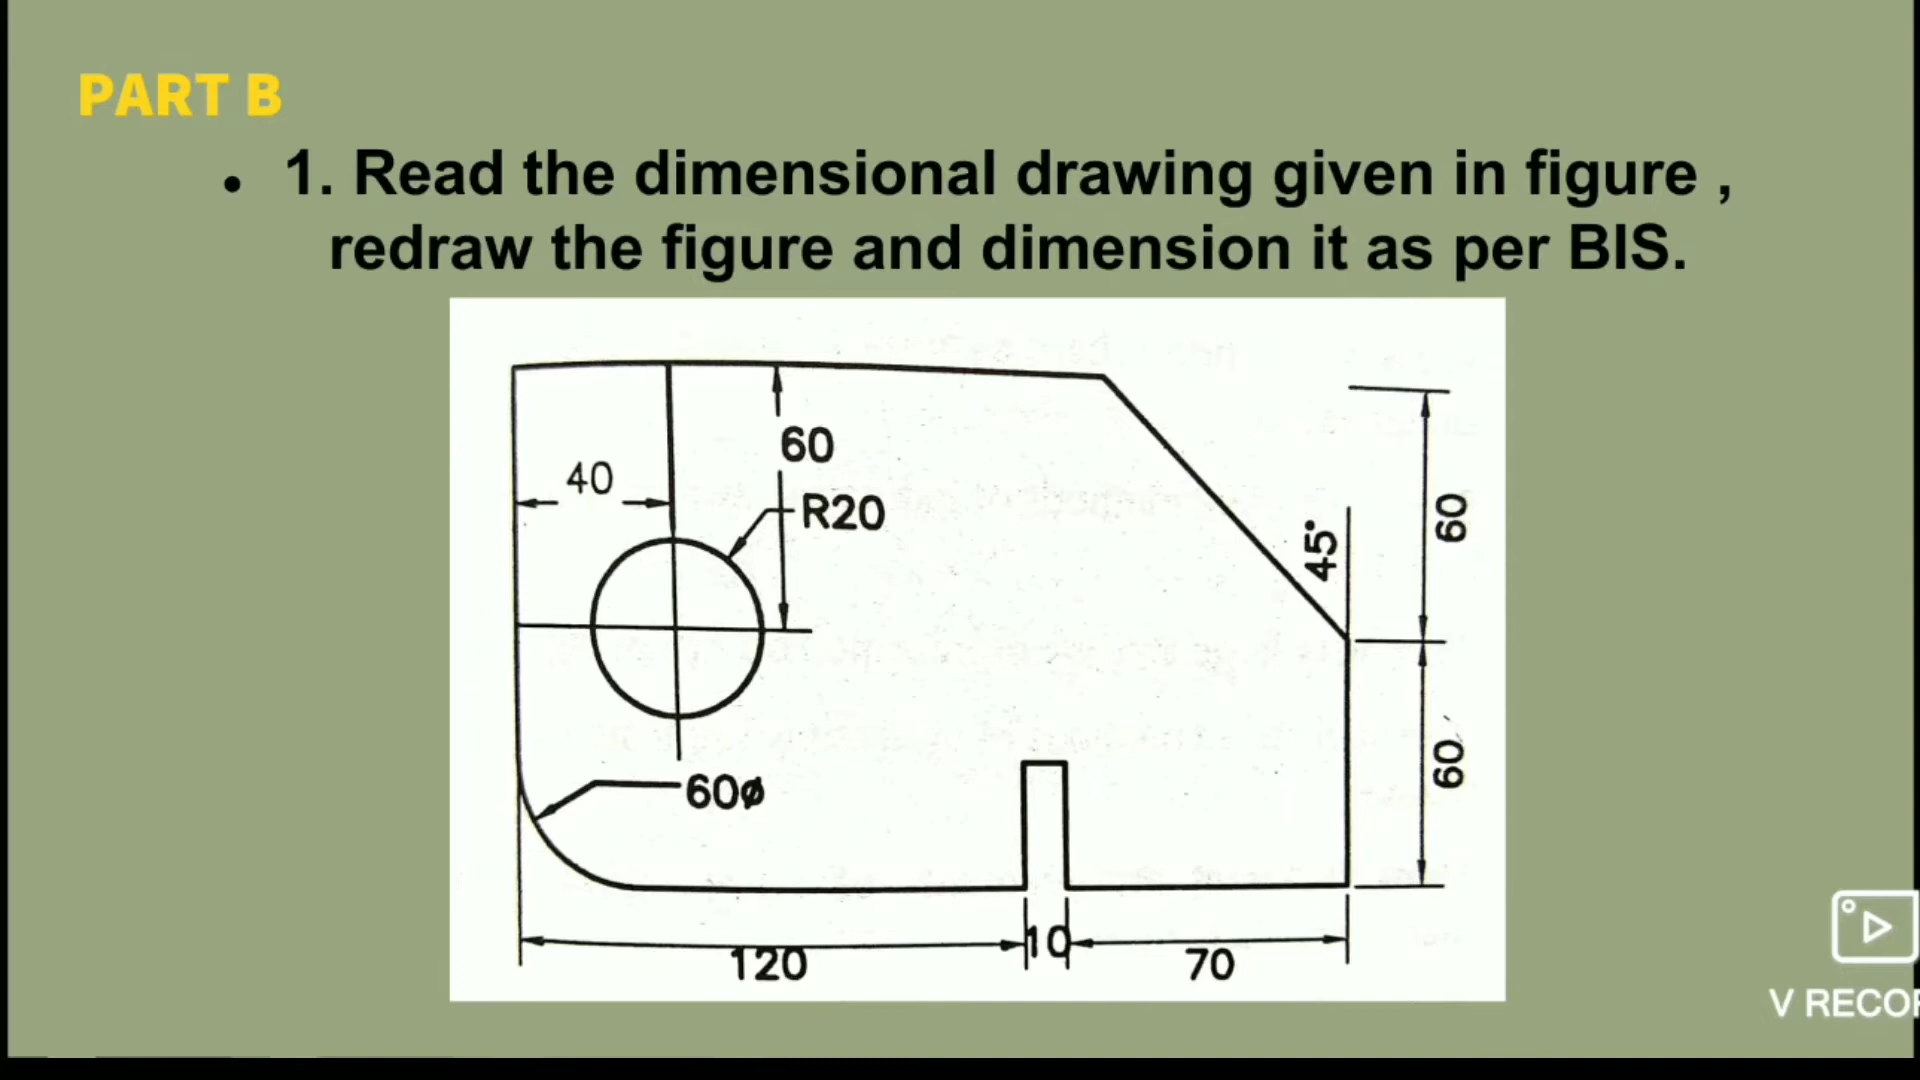 PART B
• 1. Read the dimensional drawing given in figure ,
redraw the figure and dimension it as per BIS.
60
40
R20
45°
60
60
60ø
120
10
70
V RECOR